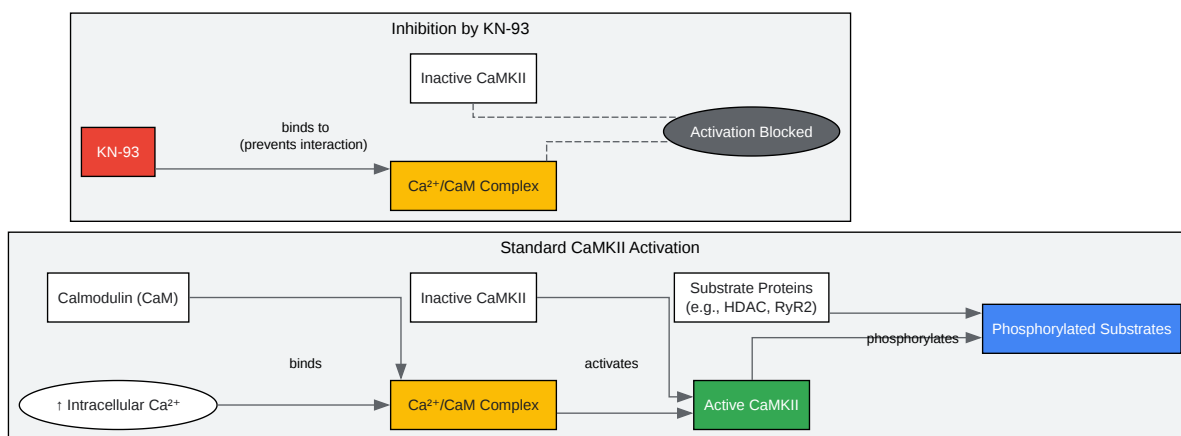 Inhibition by KN-93
Inactive CaMKII
KN-93
binds to
(prevents interaction)
Activation Blocked
Ca²⁺/CaM Complex
Standard CaMKII Activation
Calmodulin (CaM)
Inactive CaMKII
Substrate Proteins
(e.g., HDAC, RyR2)
Phosphorylated Substrates
phosphorylates
binds
activates
↑ Intracellular Ca²⁺
Ca²⁺/CaM Complex
Active CaMKII